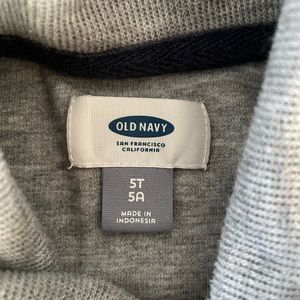 OLD NAVY
SAN FRANCISCO
CALIFORNIA
5T
5A
MADE IN
INDONESIA